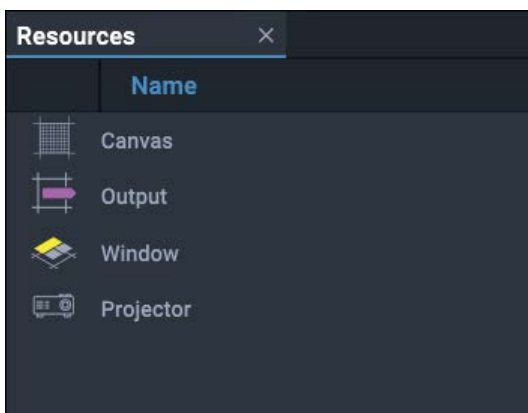 Resources
Name
Canvas
Output
Window
Projector